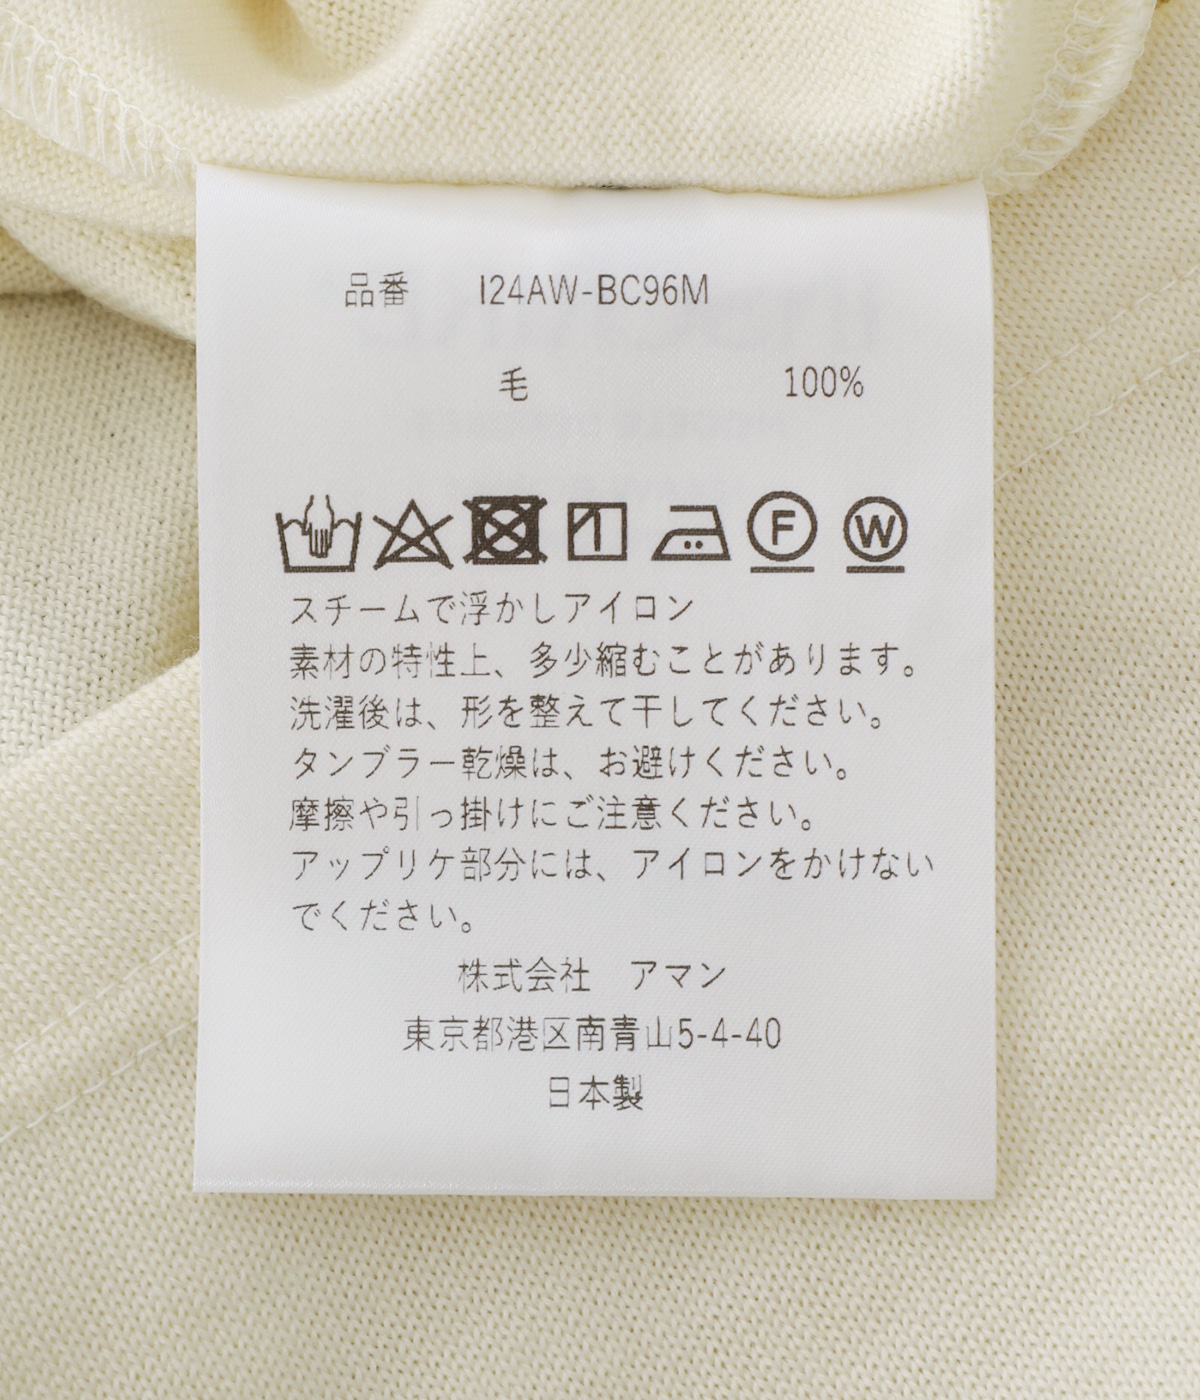 品番 I24AW-BC96M
毛 100%
F W
スチームで浮かしアイロン
素材の特性上、多少縮むことがあります。
洗濯後は、形を整えて干してください。
タンブラー乾燥は、お避けください。
摩擦や引っ掛けにご注意ください。
アップリケ部分には、アイロンをかけない
でください。
株式会社 アマン
東京都港区南青山5-4-40
日本製